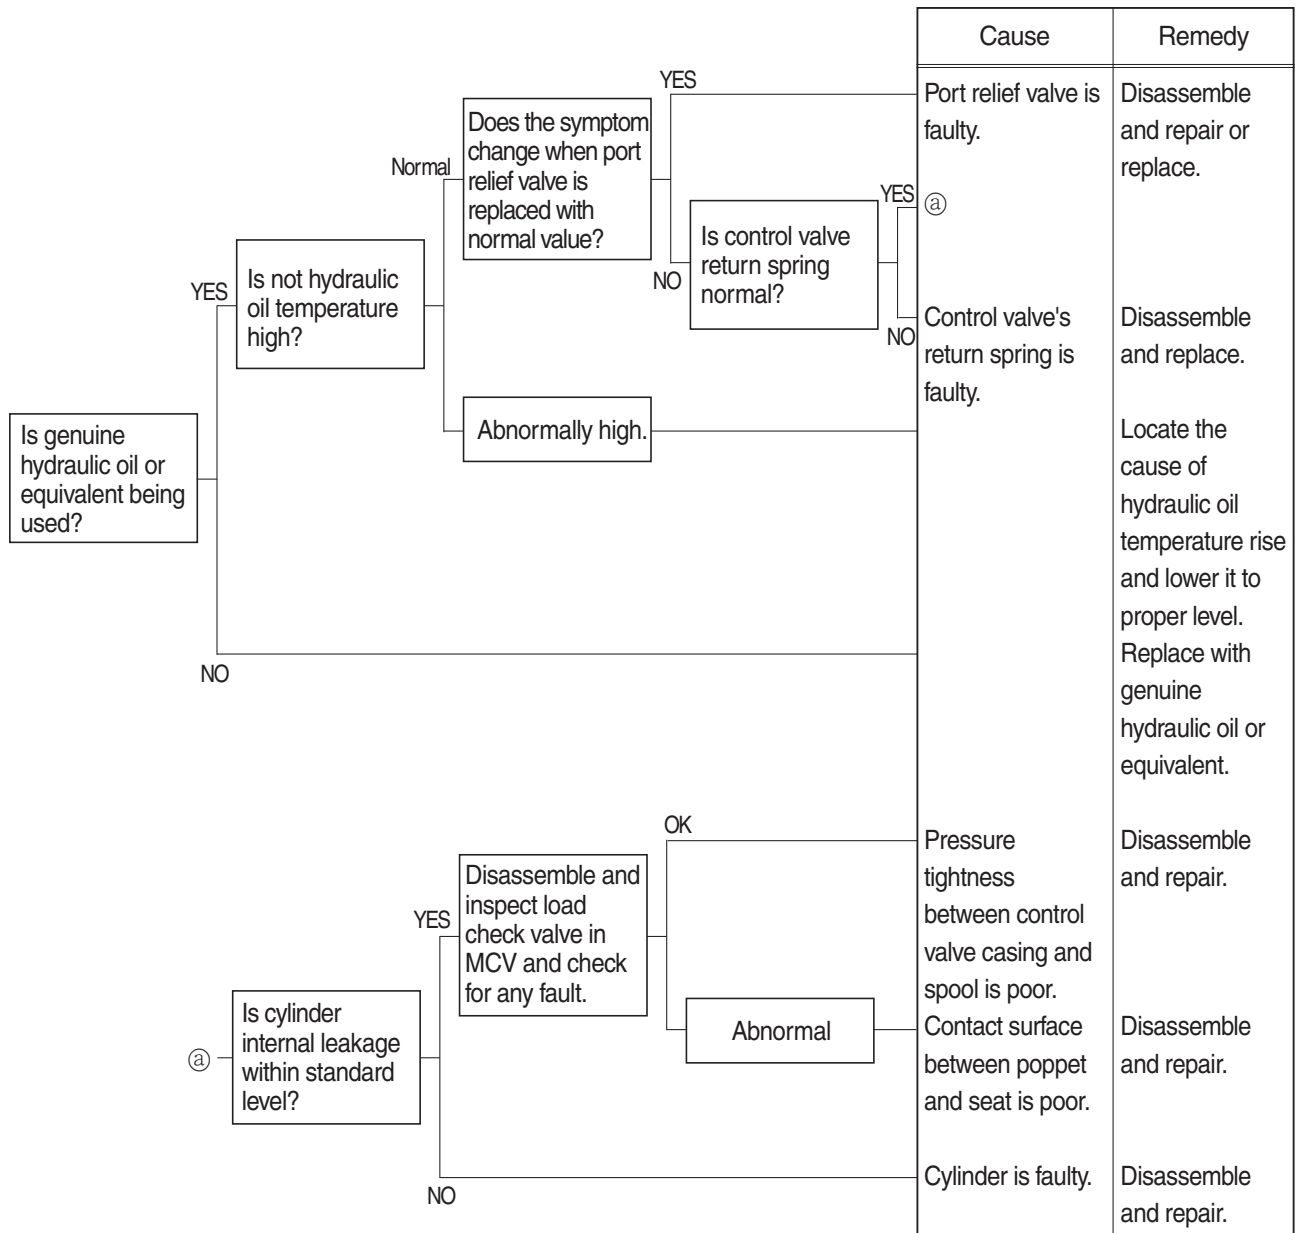 Cause
Remedy
YES
Port relief valve is
faulty.
Disassemble
and repair or
replace.
Does the symptom
change when port
relief valve is
replaced with
normal value?
Normal
YES
ⓐ
Is control valve
return spring
normal?
NO
Is not hydraulic
oil temperature
high?
YES
NO
Control valve's
return spring is
faulty.
Disassemble
and replace.
Abnormally high.
Locate the
cause of
hydraulic oil
temperature rise
and lower it to
proper level.
Is genuine
hydraulic oil or
equivalent being
used?
NO
Replace with
genuine
hydraulic oil or
equivalent.
OK
Pressure
tightness
between control
valve casing and
spool is poor.
Disassemble
and repair.
Disassemble and
inspect load
check valve in
MCV and check
for any fault.
YES
Abnormal
Contact surface
between poppet
and seat is poor.
Disassemble
and repair.
ⓐ
Is cylinder
internal leakage
within standard
level?
NO
Cylinder is faulty.
Disassemble
and repair.